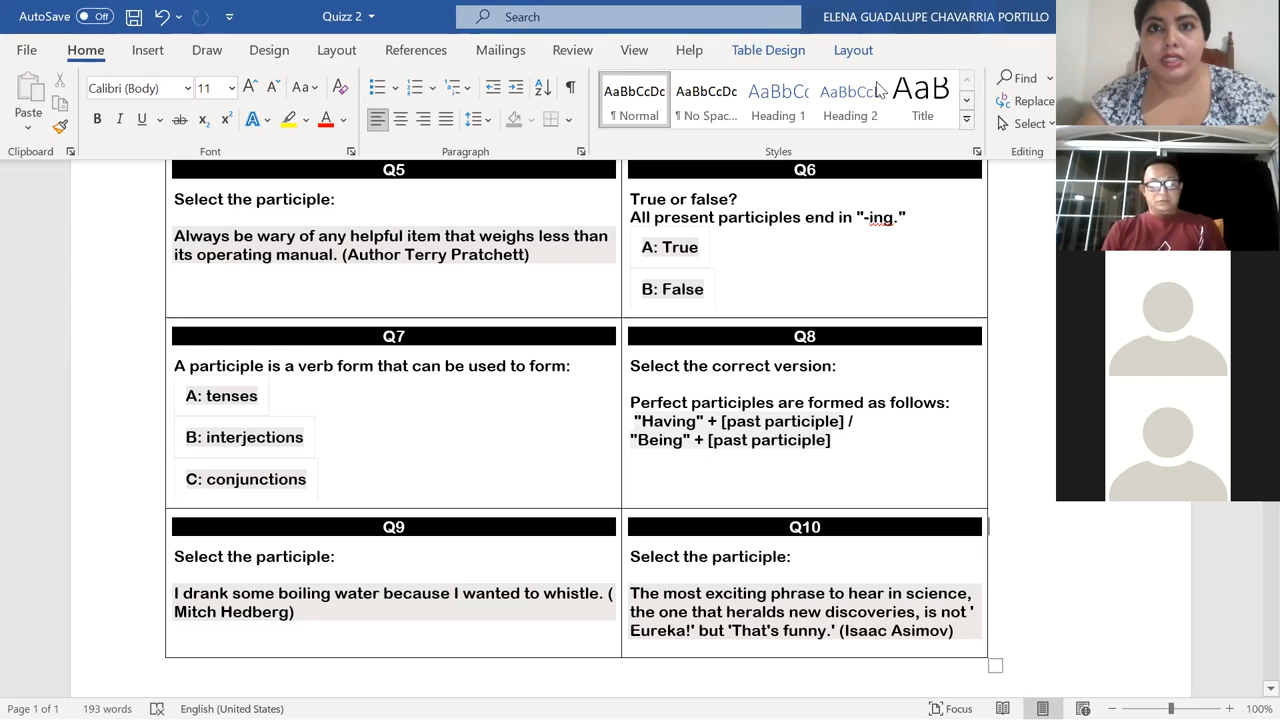 AutoSave Off Quizz 2 Search ELENA GUADALUPE CHAVARRIA PORTILLO
File Home Insert Draw Design Layout References Mailings Review View Help Table Design Layout
Paste Calibri (Body) 11 AaBbCcDc AaBbCcDc AaBbCc AaBbCc AaB Find
¶ Normal ¶ No Spac... Heading 1 Heading 2 Title Replace
Select
Clipboard Font Paragraph Styles Editing
Q5
Select the participle:
Always be wary of any helpful item that weighs less than
its operating manual. (Author Terry Pratchett)
Q6
True or false?
All present participles end in "-ing."
A: True
B: False
Q7
A participle is a verb form that can be used to form:
A: tenses
B: interjections
C: conjunctions
Q8
Select the correct version:
Perfect participles are formed as follows:
"Having" + [past participle] /
"Being" + [past participle]
Q9
Select the participle:
I drank some boiling water because I wanted to whistle. (
Mitch Hedberg)
Q10
Select the participle:
The most exciting phrase to hear in science,
the one that heralds new discoveries, is not '
Eureka!' but 'That's funny.' (Isaac Asimov)
Page 1 of 1 193 words English (United States) Focus 100%